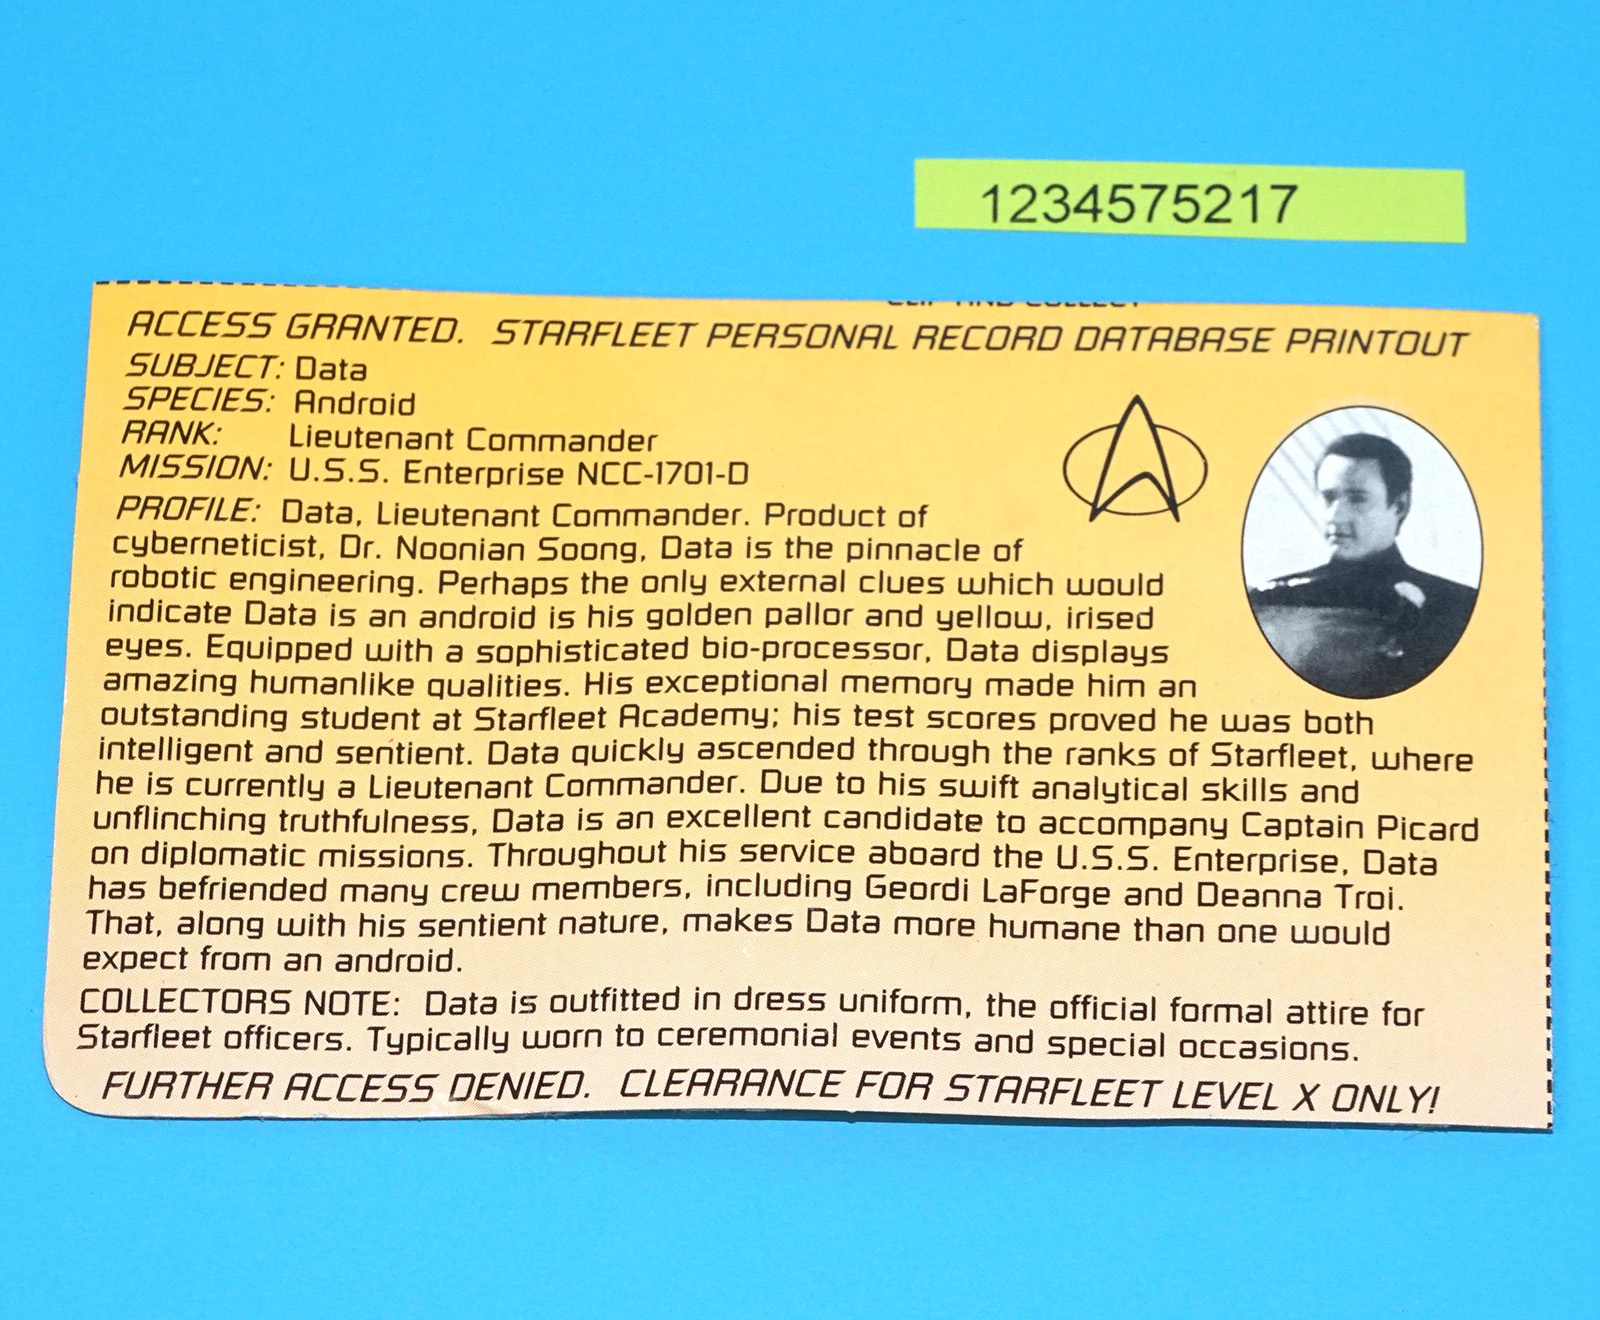 1234575217
CLIP AND COLLECT
ACCESS GRANTED. STARFLEET PERSONAL RECORD DATABASE PRINTOUT
SUBJECT: Data
SPECIES: Android
RANK: Lieutenant Commander
MISSION: U.S.S. Enterprise NCC-1701-D
PROFILE: Data, Lieutenant Commander. Product of
cyberneticist, Dr. Noonian Soong, Data is the pinnacle of
robotic engineering. Perhaps the only external clues which would
indicate Data is an android is his golden pallor and yellow, irised
eyes. Equipped with a sophisticated bio-processor, Data displays
amazing humanlike qualities. His exceptional memory made him an
outstanding student at Starfleet Academy; his test scores proved he was both
intelligent and sentient. Data quickly ascended through the ranks of Starfleet, where
he is currently a Lieutenant Commander. Due to his swift analytical skills and
unflinching truthfulness, Data is an excellent candidate to accompany Captain Picard
on diplomatic missions. Throughout his service aboard the U.S.S. Enterprise, Data
has befriended many crew members, including Geordi LaForge and Deanna Troi.
That, along with his sentient nature, makes Data more humane than one would
expect from an android.
COLLECTORS NOTE: Data is outfitted in dress uniform, the official formal attire for
Starfleet officers. Typically worn to ceremonial events and special occasions.
FURTHER ACCESS DENIED. CLEARANCE FOR STARFLEET LEVEL X ONLY!